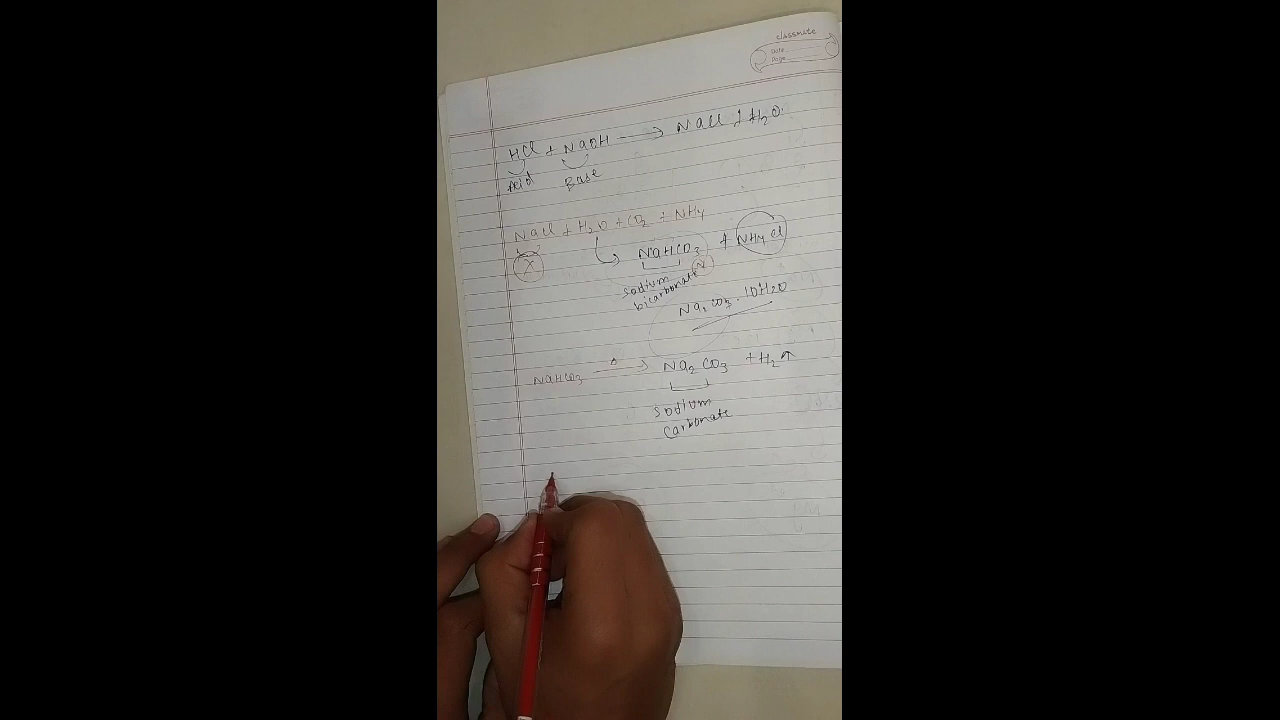 classmate
Date
Page
HCl + NaOH → NaCl + H2O.
Acid Base
NaCl + H2O + CO2 + NH4
X
NaHCO3 + NH4Cl
N
sodium
bicarbonate
Na2CO3.10H2O
NaHCO3 Δ→ Na2CO3 + H2↑
sodium
carbonate